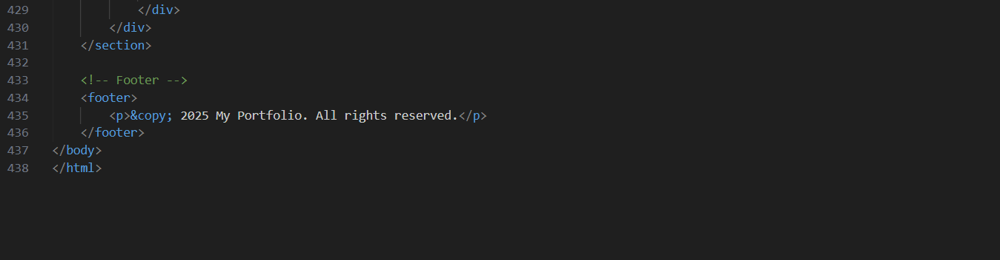 429 </div>
430 </div>
431 </section>
432
433 <!-- Footer -->
434 <footer>
435 <p>&copy; 2025 My Portfolio. All rights reserved.</p>
436 </footer>
437 </body>
438 </html>